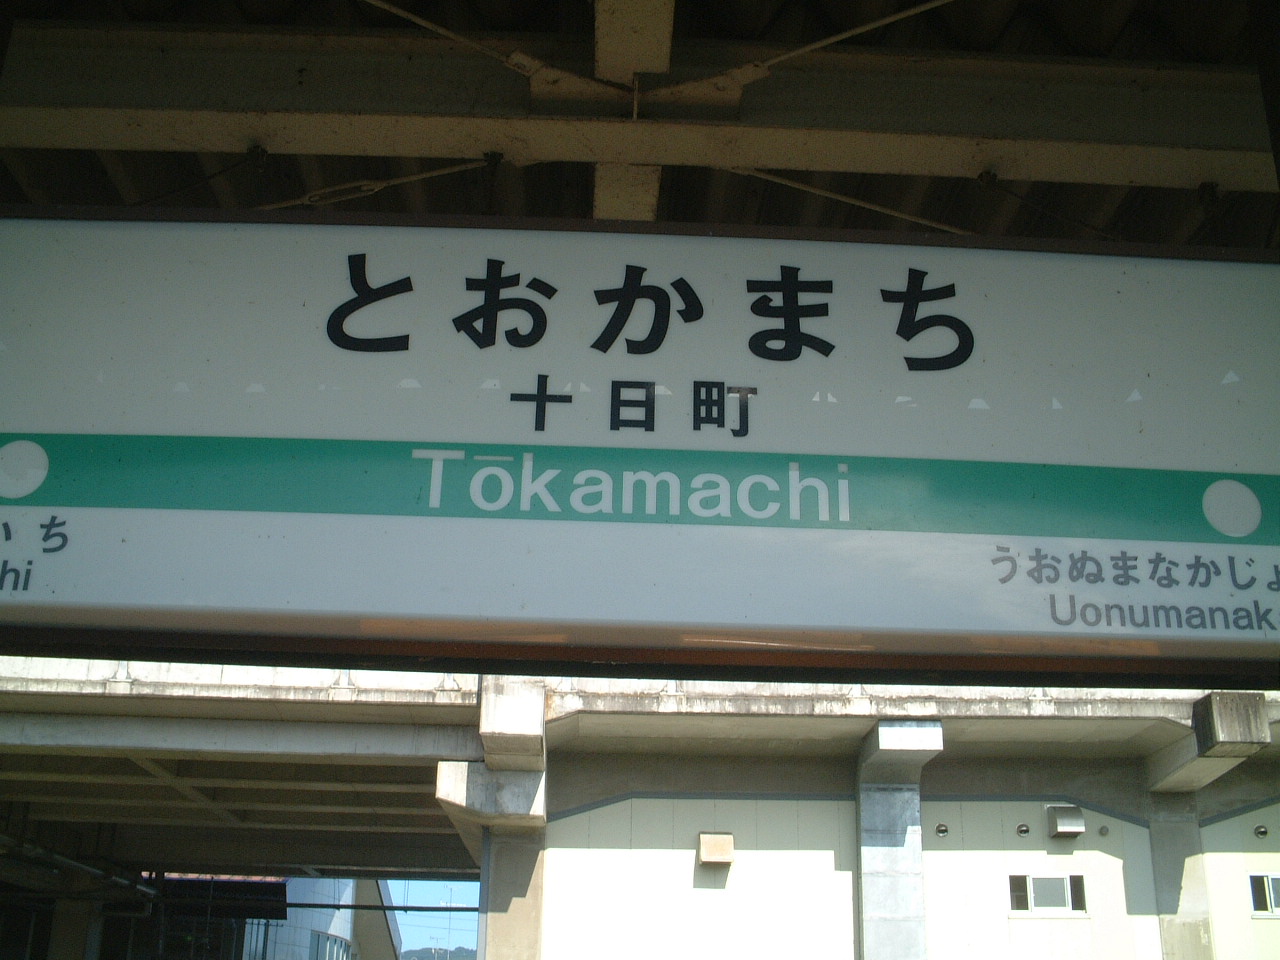 とおかまち
十日町
Tōkamachi
いち
hi
うおぬまなかじょ
Uonumanak